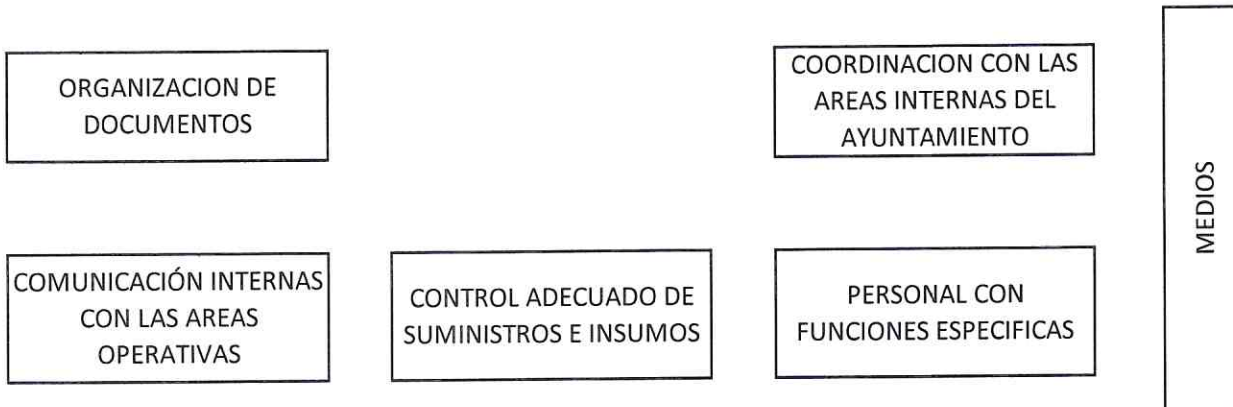 ORGANIZACION DE
DOCUMENTOS
COORDINACION CON LAS
AREAS INTERNAS DEL
AYUNTAMIENTO
COMUNICACIÓN INTERNAS
CON LAS AREAS
OPERATIVAS
CONTROL ADECUADO DE
SUMINISTROS E INSUMOS
PERSONAL CON
FUNCIONES ESPECIFICAS
MEDIOS